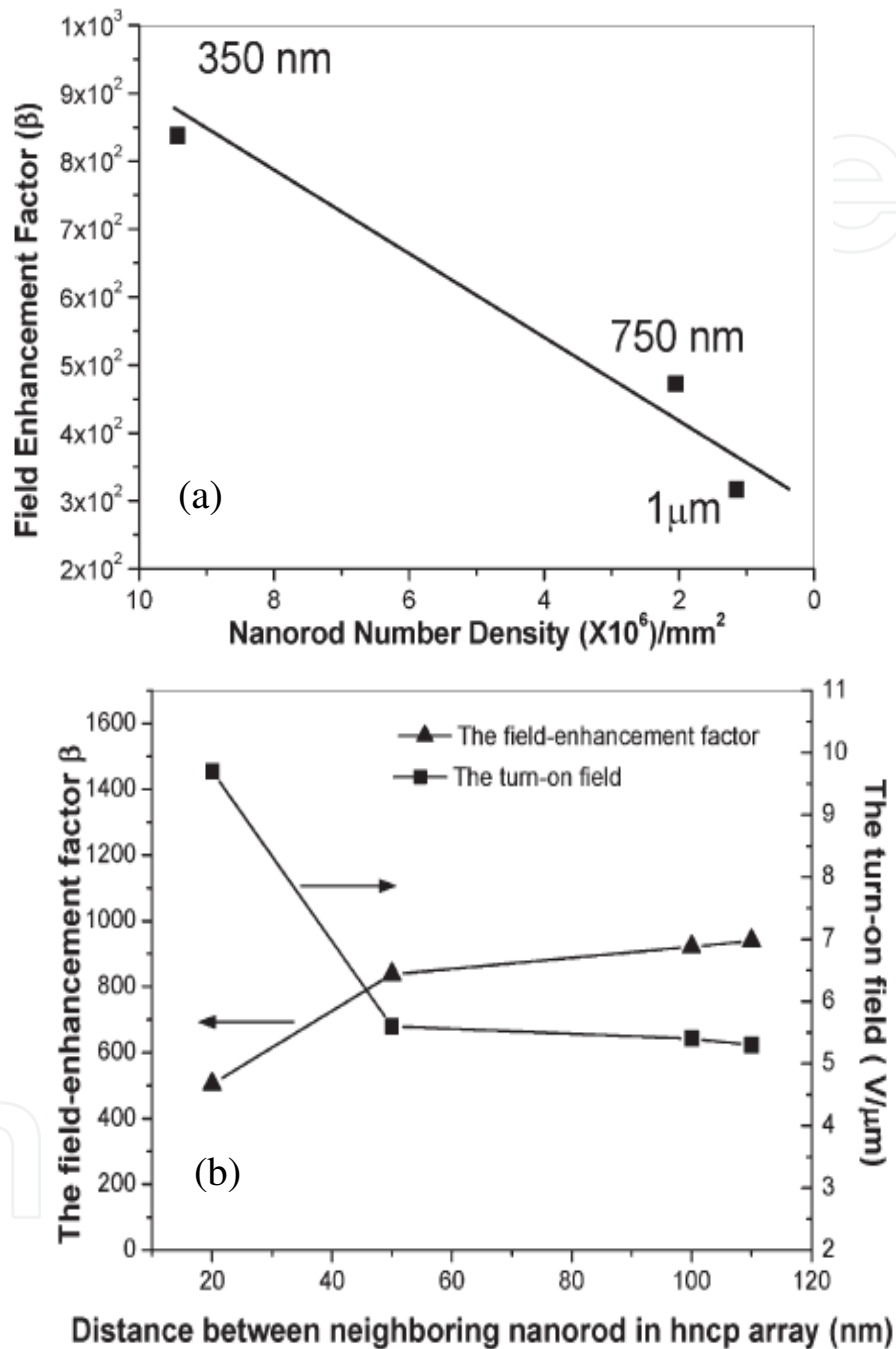 1x10³
9x10²
8x10²
7x10²
6x10²
5x10²
4x10²
3x10²
2x10²
Field Enhancement Factor (β)
350 nm
750 nm
1μm
(a)
10 8 6 4 2 0
Nanorod Number Density (X10⁶)/mm²
1600
1400
1200
1000
800
600
400
200
0
The field-enhancement factor β
The field-enhancement factor
The turn-on field
(b)
11
10
9
8
7
6
5
4
3
2
The turn-on field ( V/μm)
20 40 60 80 100 120
Distance between neighboring nanorod in hncp array (nm)